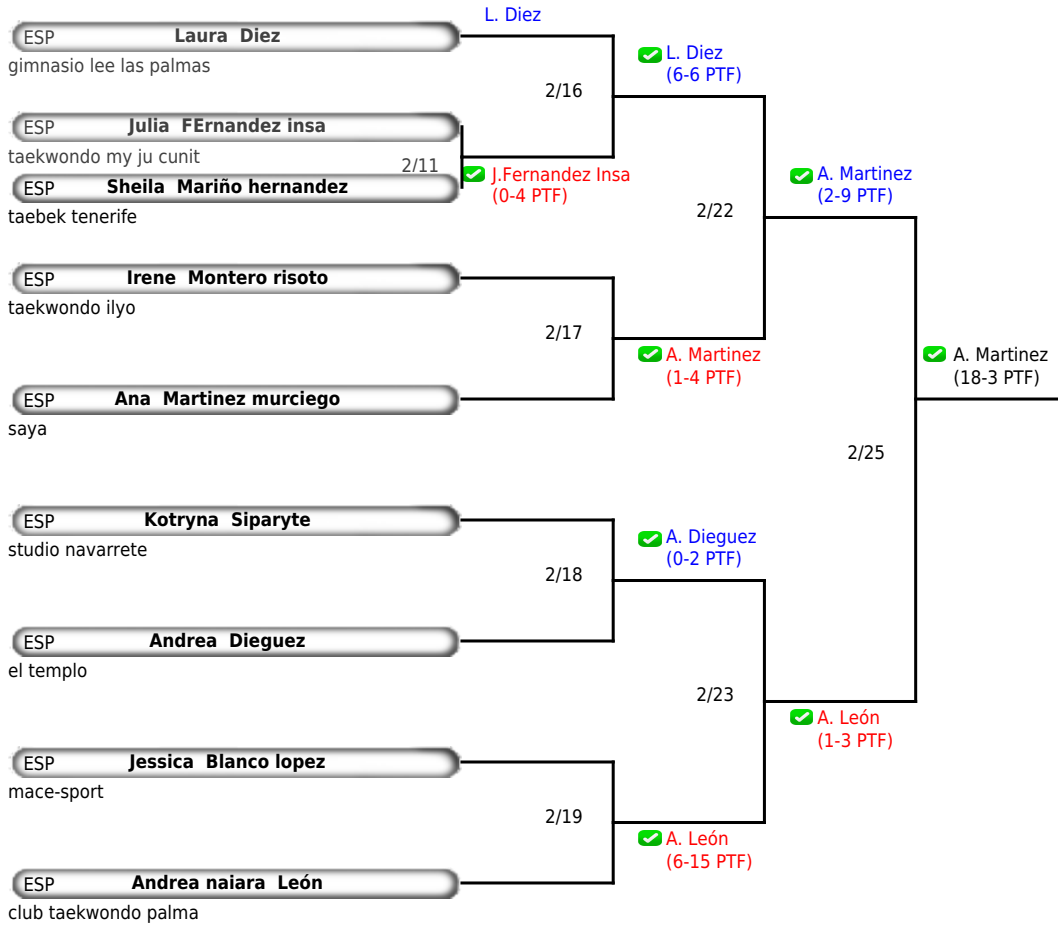 L. Diez
ESP Laura Diez
gimnasio lee las palmas
L. Diez
(6-6 PTF)
2/16
ESP Julia FErnandez insa
taekwondo my ju cunit
2/11
J.Fernandez Insa
(0-4 PTF)
ESP Sheila Mariño hernandez
taebek tenerife
A. Martinez
(2-9 PTF)
2/22
ESP Irene Montero risoto
taekwondo ilyo
2/17
A. Martinez
(1-4 PTF)
A. Martinez
(18-3 PTF)
ESP Ana Martinez murciego
saya
2/25
ESP Kotryna Siparyte
studio navarrete
A. Dieguez
(0-2 PTF)
2/18
ESP Andrea Dieguez
el templo
2/23
A. León
(1-3 PTF)
ESP Jessica Blanco lopez
mace-sport
2/19
A. León
(6-15 PTF)
ESP Andrea naiara León
club taekwondo palma